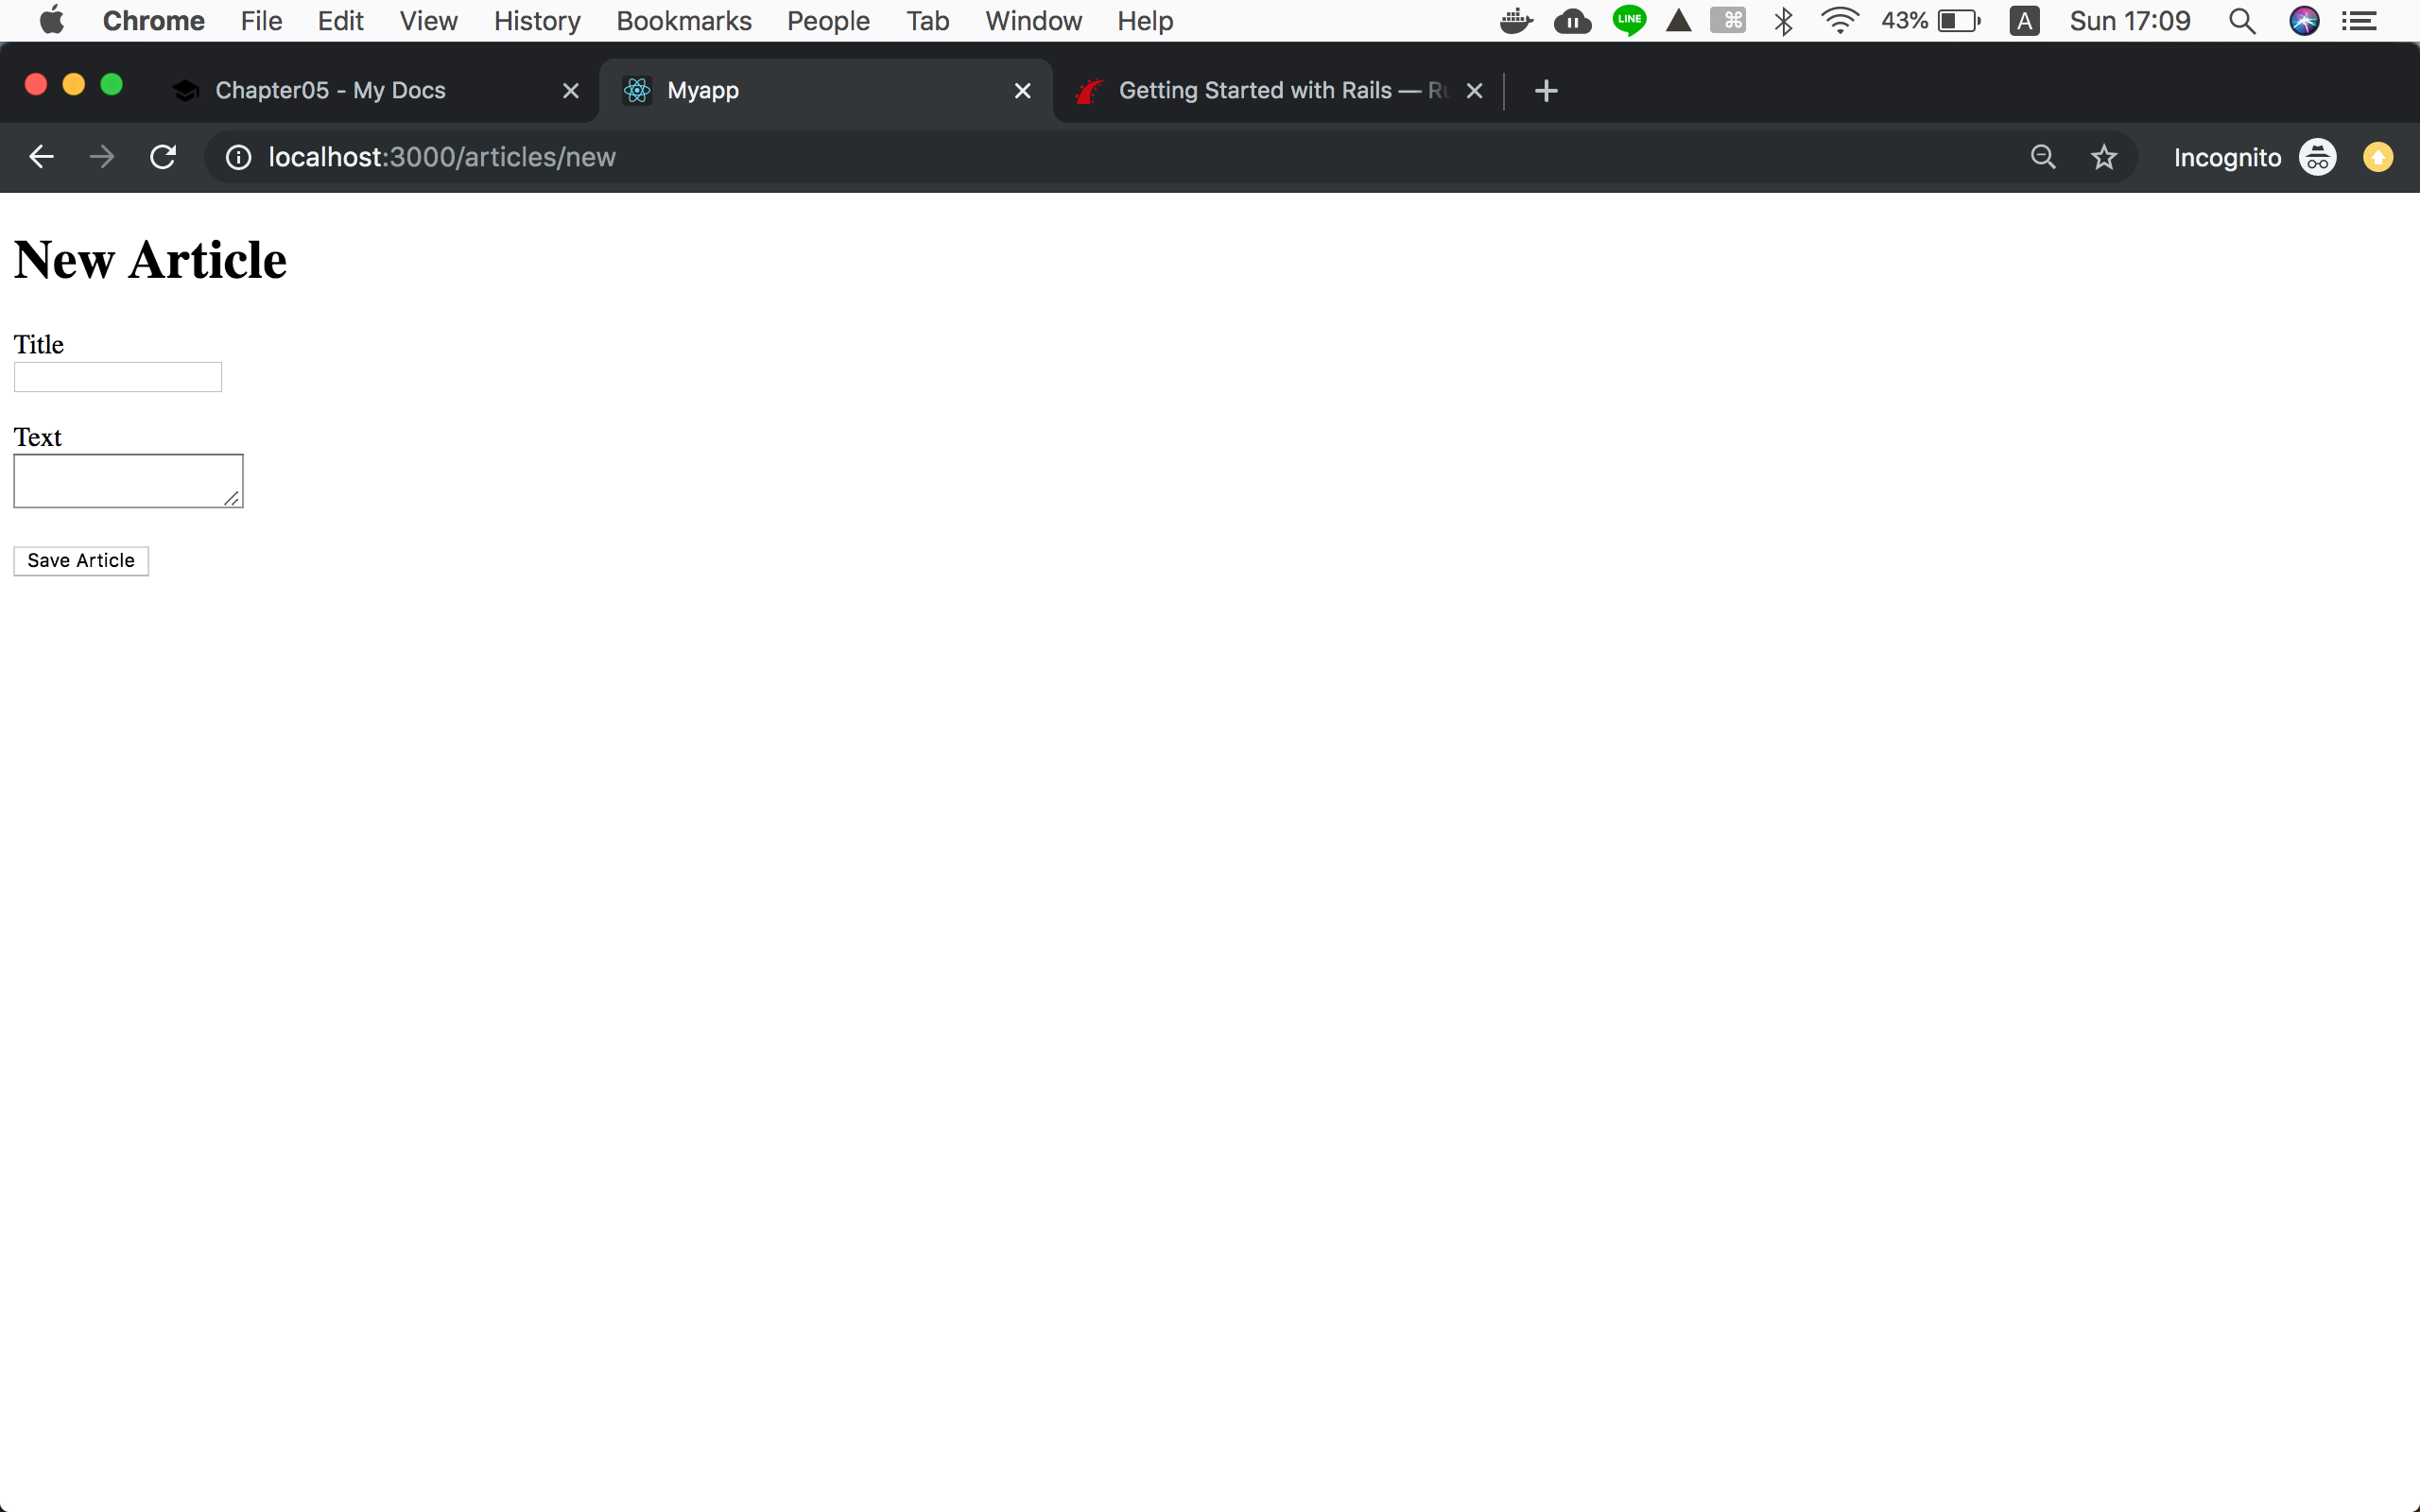 Chrome File Edit View History Bookmarks People Tab Window Help LINE ⌘ 43% A Sun 17:09
Chapter05 - My Docs Myapp Getting Started with Rails — Ru
localhost:3000/articles/new Incognito
New Article
Title
Text
Save Article